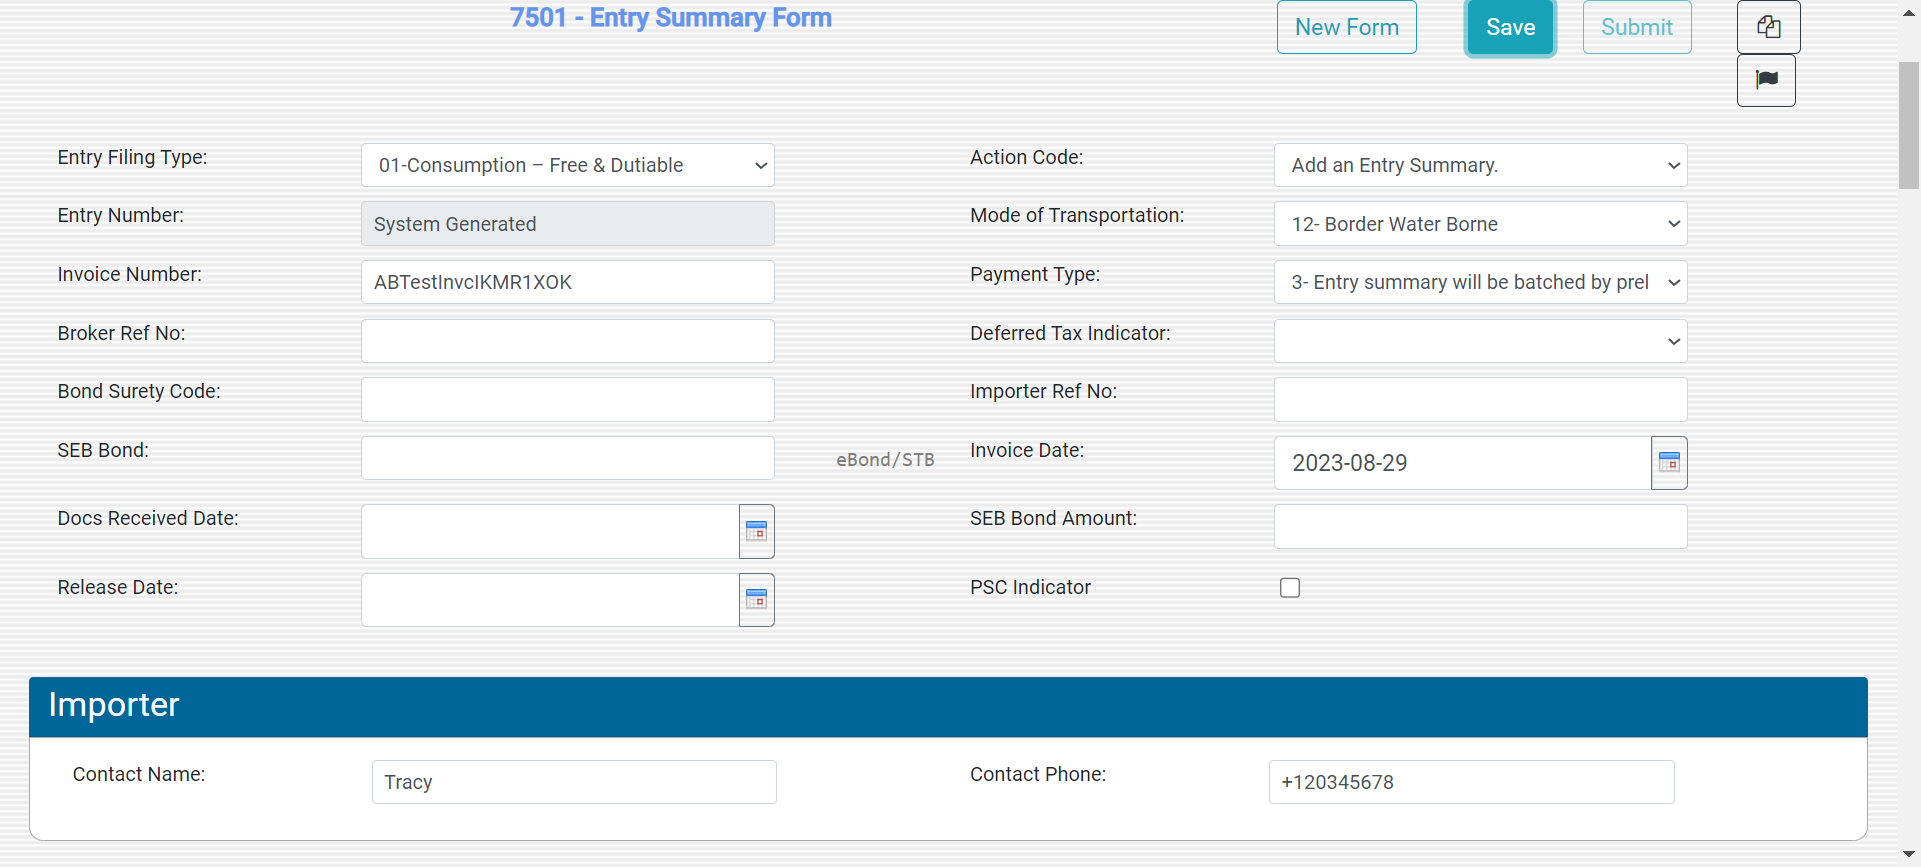 7501 - Entry Summary Form
New Form
Save
Submit
Entry Filing Type:
01-Consumption – Free & Dutiable
Action Code:
Add an Entry Summary.
Entry Number:
System Generated
Mode of Transportation:
12- Border Water Borne
Invoice Number:
ABTestInvcIKMR1XOK
Payment Type:
3- Entry summary will be batched by prel
Broker Ref No:
Deferred Tax Indicator:
Bond Surety Code:
Importer Ref No:
SEB Bond:
eBond/STB
Invoice Date:
2023-08-29
Docs Received Date:
SEB Bond Amount:
Release Date:
PSC Indicator
Importer
Contact Name:
Tracy
Contact Phone:
+120345678